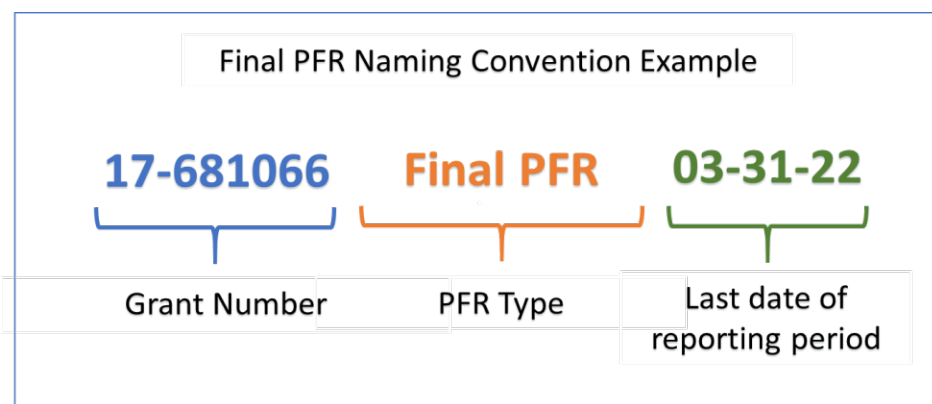 Final PFR Naming Convention Example
17-681066 Final PFR 03-31-22
Grant Number PFR Type Last date of
reporting period